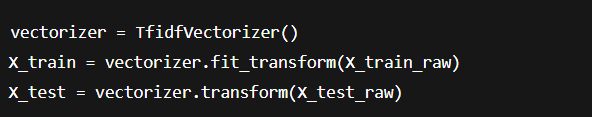 vectorizer = TfidfVectorizer()
X_train = vectorizer.fit_transform(X_train_raw)
X_test = vectorizer.transform(X_test_raw)